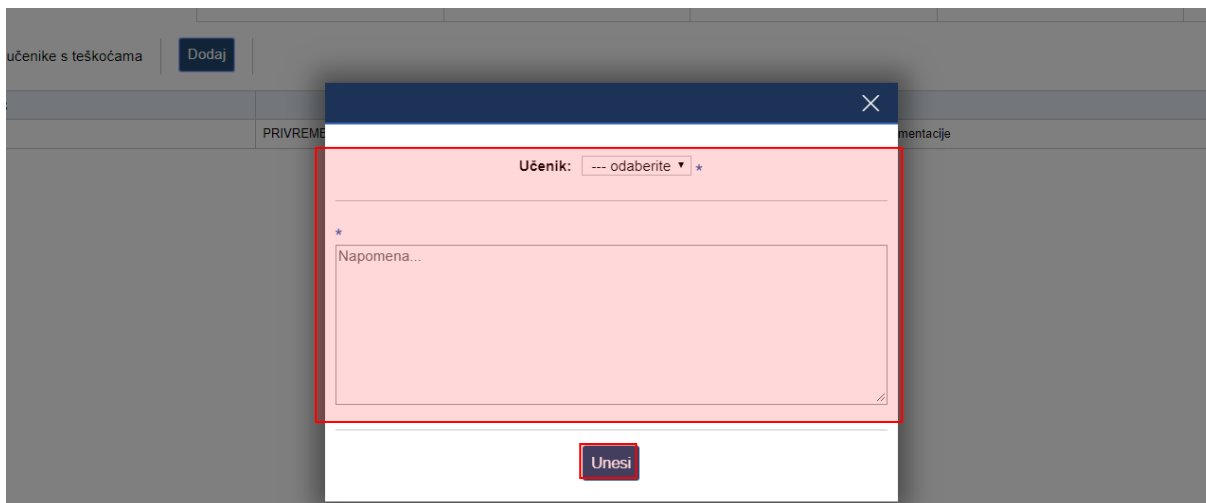 učenike s teškoćama Dodaj
PRIVREME mentacije
Učenik: --- odaberite *
*
Napomena...
Unesi